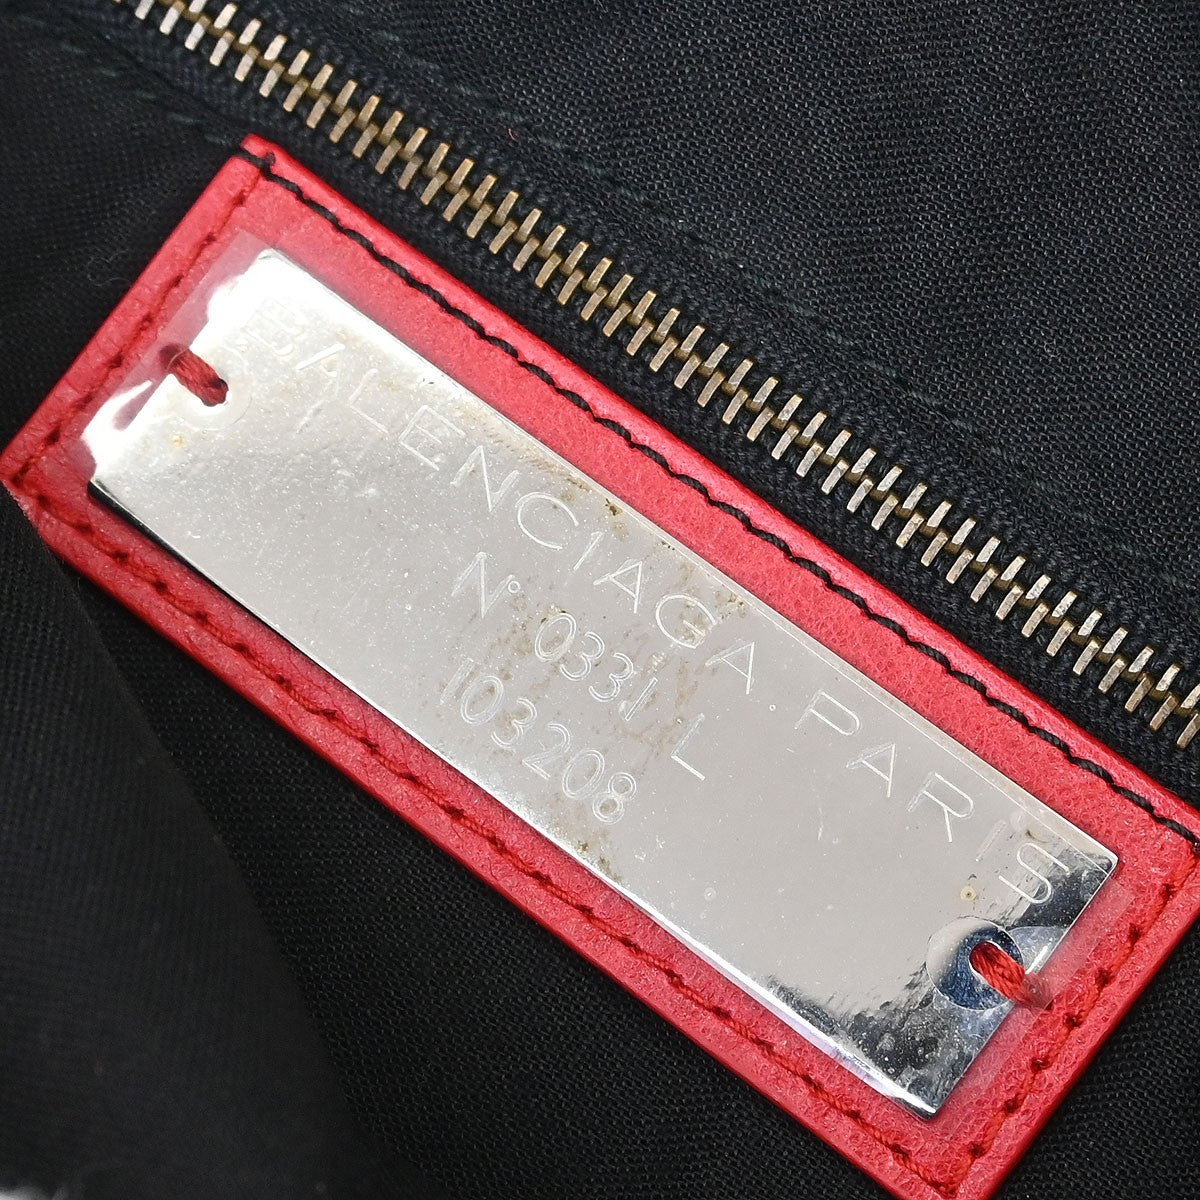 BALENCIAGA PARIS
N° 0331 L
103208